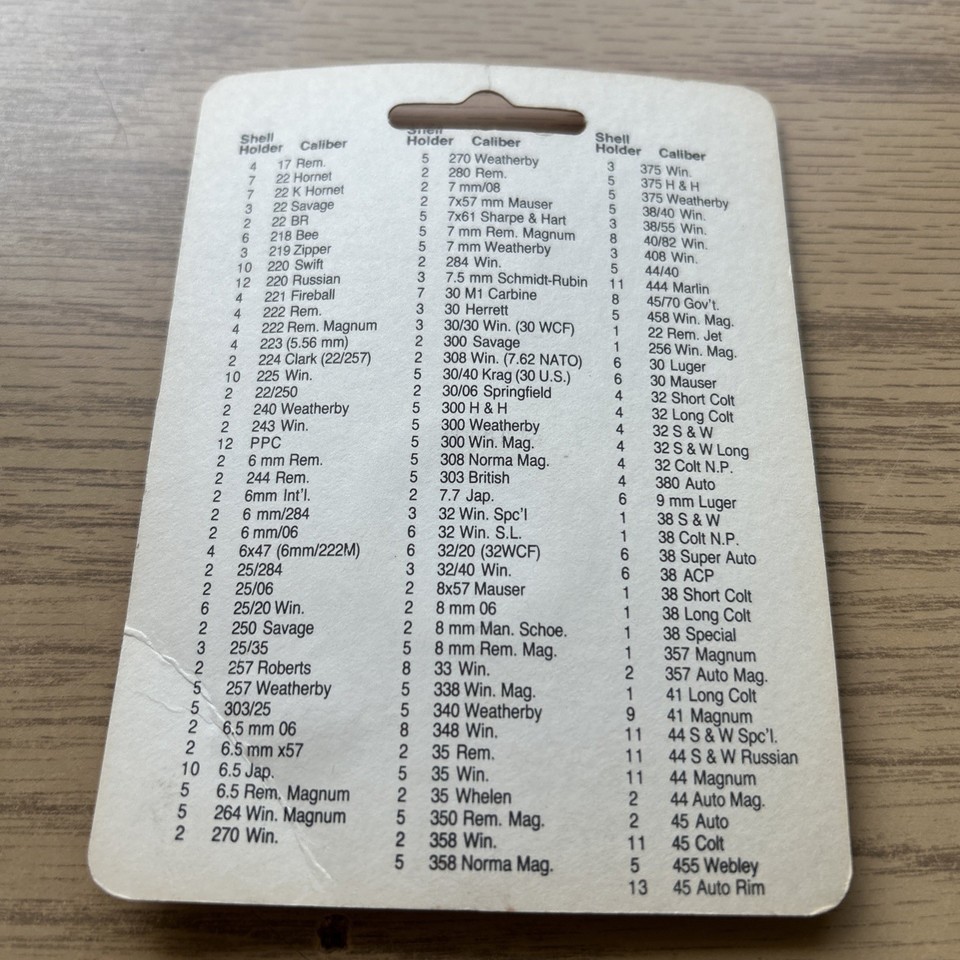 Shell
Holder Caliber
4 17 Rem.
7 22 Hornet
7 22 K Hornet
3 22 Savage
2 22 BR
6 218 Bee
3 219 Zipper
10 220 Swift
12 220 Russian
4 221 Fireball
4 222 Rem.
4 222 Rem. Magnum
4 223 (5.56 mm)
2 224 Clark (22/257)
10 225 Win.
2 22/250
2 240 Weatherby
2 243 Win.
12 PPC
2 6 mm Rem.
2 244 Rem.
2 6mm Int'l.
2 6 mm/284
2 6 mm/06
4 6x47 (6mm/222M)
2 25/284
2 25/06
6 25/20 Win.
2 250 Savage
3 25/35
2 257 Roberts
5 257 Weatherby
5 303/25
2 6.5 mm 06
2 6.5 mm x57
10 6.5 Jap.
5 6.5 Rem. Magnum
5 264 Win. Magnum
2 270 Win.
Shell
Holder Caliber
5 270 Weatherby
2 280 Rem.
2 7 mm/08
2 7x57 mm Mauser
5 7x61 Sharpe & Hart
5 7 mm Rem. Magnum
5 7 mm Weatherby
2 284 Win.
3 7.5 mm Schmidt-Rubin
7 30 M1 Carbine
3 30 Herrett
3 30/30 Win. (30 WCF)
2 300 Savage
2 308 Win. (7.62 NATO)
5 30/40 Krag (30 U.S.)
2 30/06 Springfield
5 300 H & H
5 300 Weatherby
5 300 Win. Mag.
5 308 Norma Mag.
5 303 British
2 7.7 Jap.
3 32 Win. Spc'l
6 32 Win. S.L.
6 32/20 (32WCF)
3 32/40 Win.
2 8x57 Mauser
2 8 mm 06
2 8 mm Man. Schoe.
5 8 mm Rem. Mag.
8 33 Win.
5 338 Win. Mag.
5 340 Weatherby
8 348 Win.
2 35 Rem.
5 35 Win.
2 35 Whelen
5 350 Rem. Mag.
2 358 Win.
5 358 Norma Mag.
Shell
Holder Caliber
3 375 Win.
5 375 H & H
5 375 Weatherby
5 38/40 Win.
3 38/55 Win.
8 40/82 Win.
3 408 Win.
5 44/40
11 444 Marlin
8 45/70 Gov't.
5 458 Win. Mag.
1 22 Rem. Jet
1 256 Win. Mag.
6 30 Luger
6 30 Mauser
4 32 Short Colt
4 32 Long Colt
4 32 S & W
4 32 S & W Long
4 32 Colt N.P.
4 380 Auto
6 9 mm Luger
1 38 S & W
1 38 Colt N.P.
6 38 Super Auto
6 38 ACP
1 38 Short Colt
1 38 Long Colt
1 38 Special
1 357 Magnum
2 357 Auto Mag.
1 41 Long Colt
9 41 Magnum
11 44 S & W Spc'l.
11 44 S & W Russian
11 44 Magnum
2 44 Auto Mag.
2 45 Auto
11 45 Colt
5 455 Webley
13 45 Auto Rim